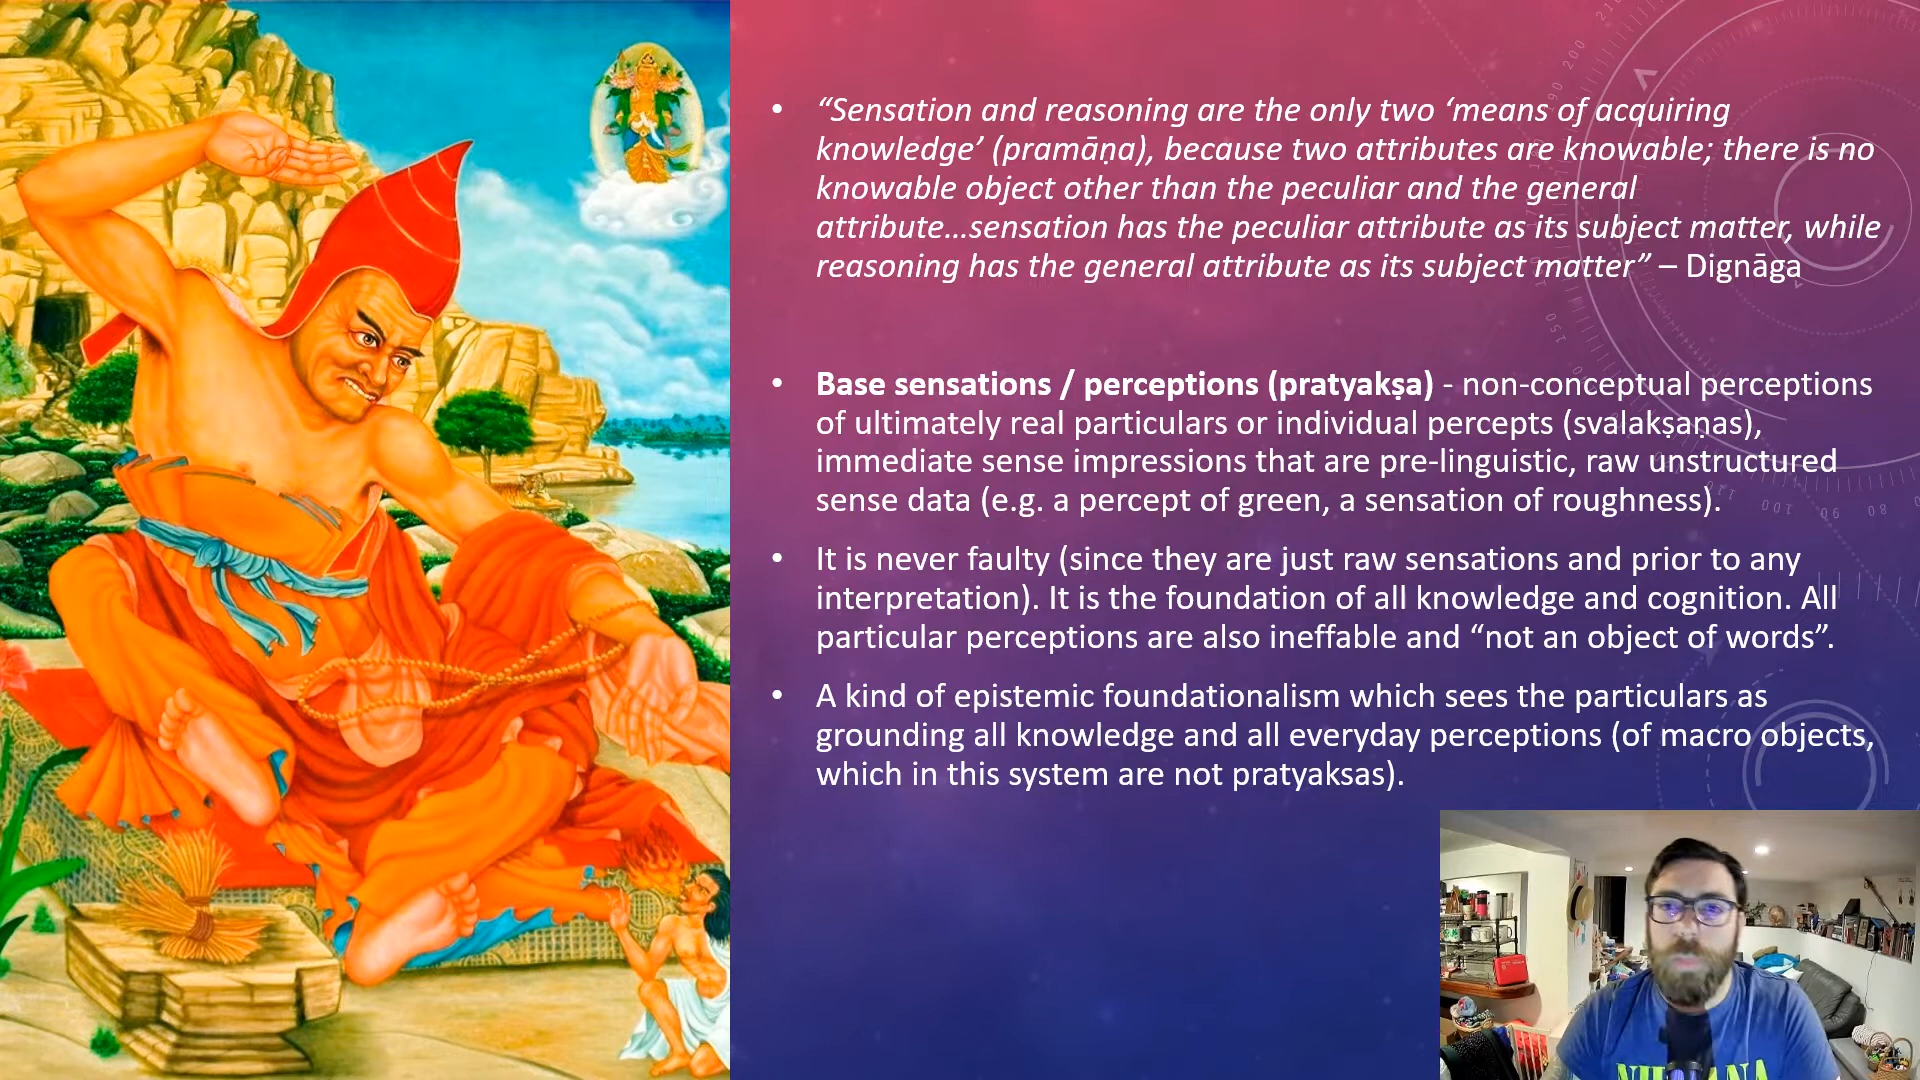 “Sensation and reasoning are the only two ‘means of acquiring
knowledge’ (pramāṇa), because two attributes are knowable; there is no
knowable object other than the peculiar and the general
attribute…sensation has the peculiar attribute as its subject matter, while
reasoning has the general attribute as its subject matter” – Dignāga
Base sensations / perceptions (pratyakṣa) - non-conceptual perceptions
of ultimately real particulars or individual percepts (svalakṣaṇas),
immediate sense impressions that are pre-linguistic, raw unstructured
sense data (e.g. a percept of green, a sensation of roughness).
It is never faulty (since they are just raw sensations and prior to any
interpretation). It is the foundation of all knowledge and cognition. All
particular perceptions are also ineffable and “not an object of words”.
A kind of epistemic foundationalism which sees the particulars as
grounding all knowledge and all everyday perceptions (of macro objects,
which in this system are not pratyaksas).